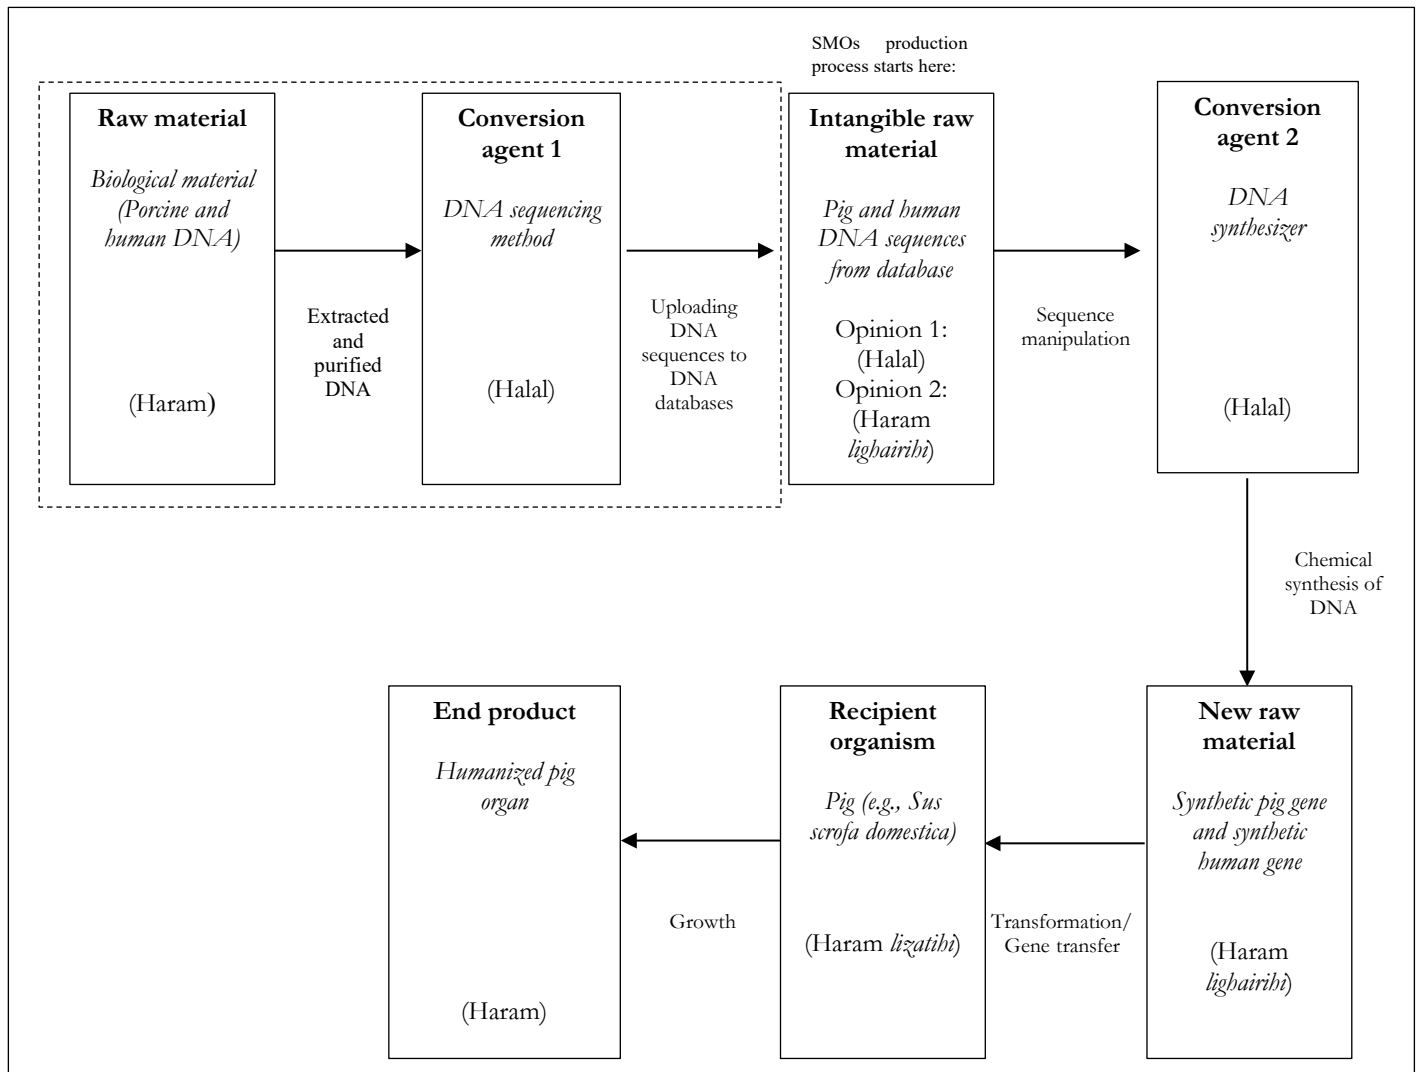 SMOs production
process starts here:
Raw material
Biological material
(Porcine and
human DNA)
(Haram)
Extracted
and
purified
DNA
Conversion
agent 1
DNA sequencing
method
(Halal)
Uploading
DNA
sequences to
DNA
databases
Intangible raw
material
Pig and human
DNA sequences
from database
Opinion 1:
(Halal)
Opinion 2:
(Haram
lighairihi)
Sequence
manipulation
Conversion
agent 2
DNA
synthesizer
(Halal)
Chemical
synthesis of
DNA
New raw
material
Synthetic pig gene
and synthetic
human gene
(Haram
lighairihi)
Transformation/
Gene transfer
Recipient
organism
Pig (e.g., Sus
scrofa domestica)
(Haram lizatihi)
Growth
End product
Humanized pig
organ
(Haram)